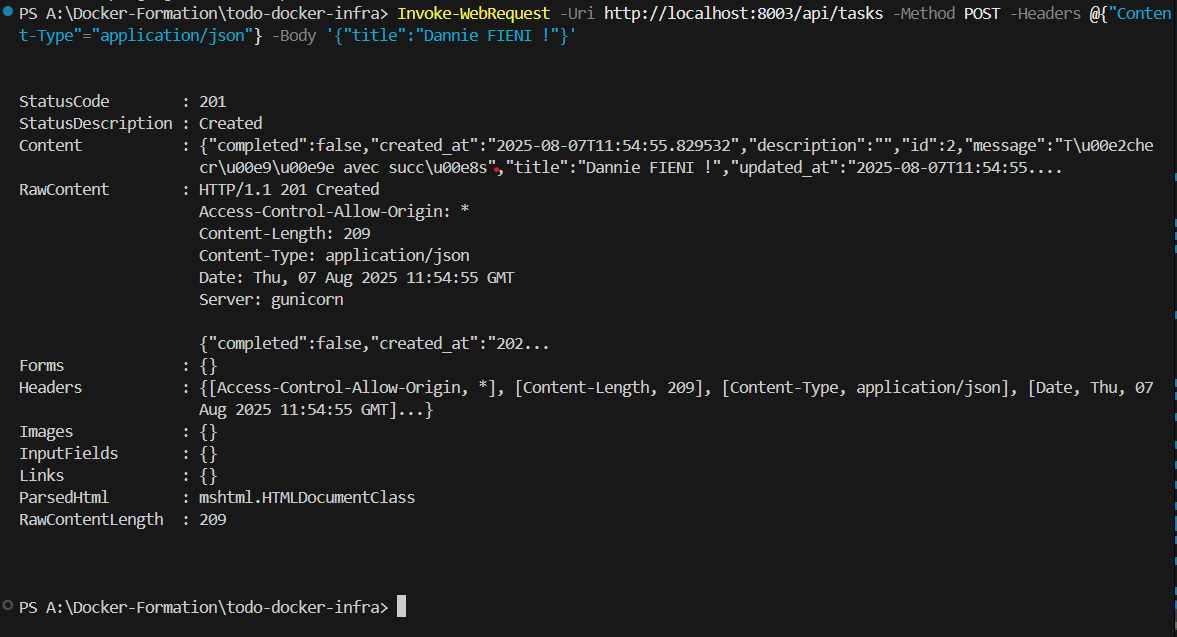 PS A:\Docker-Formation\todo-docker-infra> Invoke-WebRequest -Uri http://localhost:8003/api/tasks -Method POST -Headers @{"Conten
t-Type"="application/json"} -Body '{"title":"Dannie FIENI !"}'
StatusCode        : 201
StatusDescription : Created
Content           : {"completed":false,"created_at":"2025-08-07T11:54:55.829532","description":"","id":2,"message":"T\u00e2che
                    cr\u00e9\u00e9e avec succ\u00e8s","title":"Dannie FIENI !","updated_at":"2025-08-07T11:54:55....
RawContent        : HTTP/1.1 201 Created
                    Access-Control-Allow-Origin: *
                    Content-Length: 209
                    Content-Type: application/json
                    Date: Thu, 07 Aug 2025 11:54:55 GMT
                    Server: gunicorn
                    {"completed":false,"created_at":"202...
Forms             : {}
Headers           : {[Access-Control-Allow-Origin, *], [Content-Length, 209], [Content-Type, application/json], [Date, Thu, 07
                    Aug 2025 11:54:55 GMT]...}
Images            : {}
InputFields       : {}
Links             : {}
ParsedHtml        : mshtml.HTMLDocumentClass
RawContentLength  : 209
PS A:\Docker-Formation\todo-docker-infra>